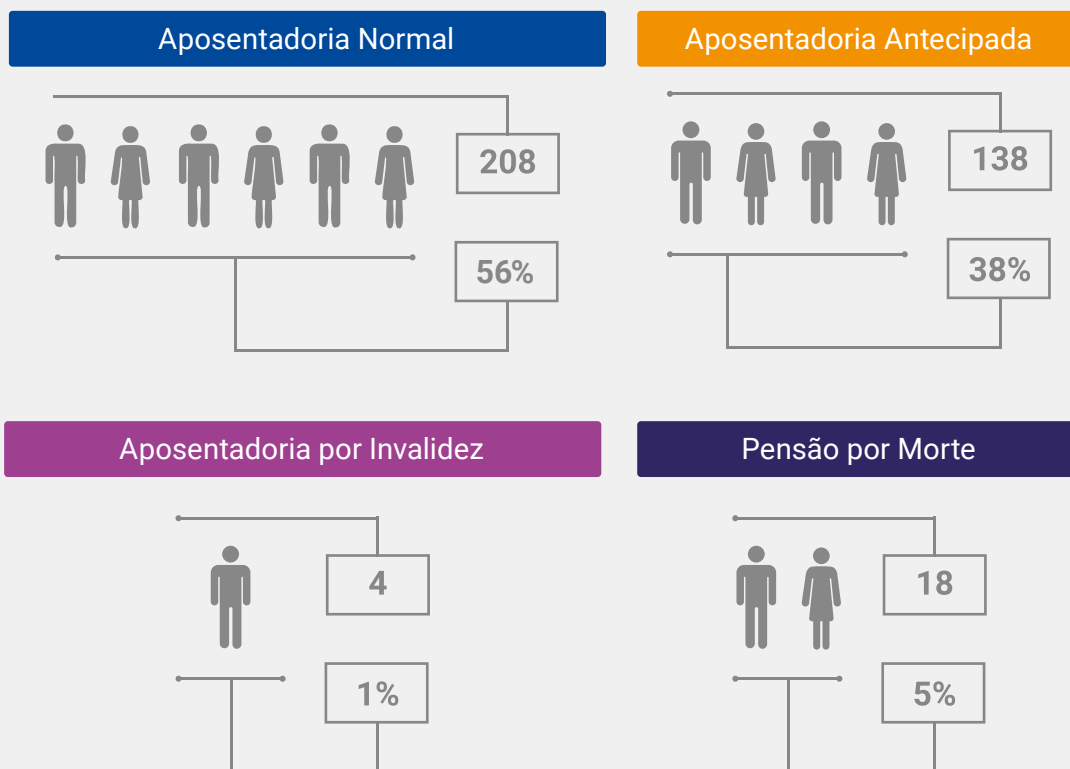 Aposentadoria Normal
208
56%
Aposentadoria Antecipada
138
38%
Aposentadoria por Invalidez
4
1%
Pensão por Morte
18
5%